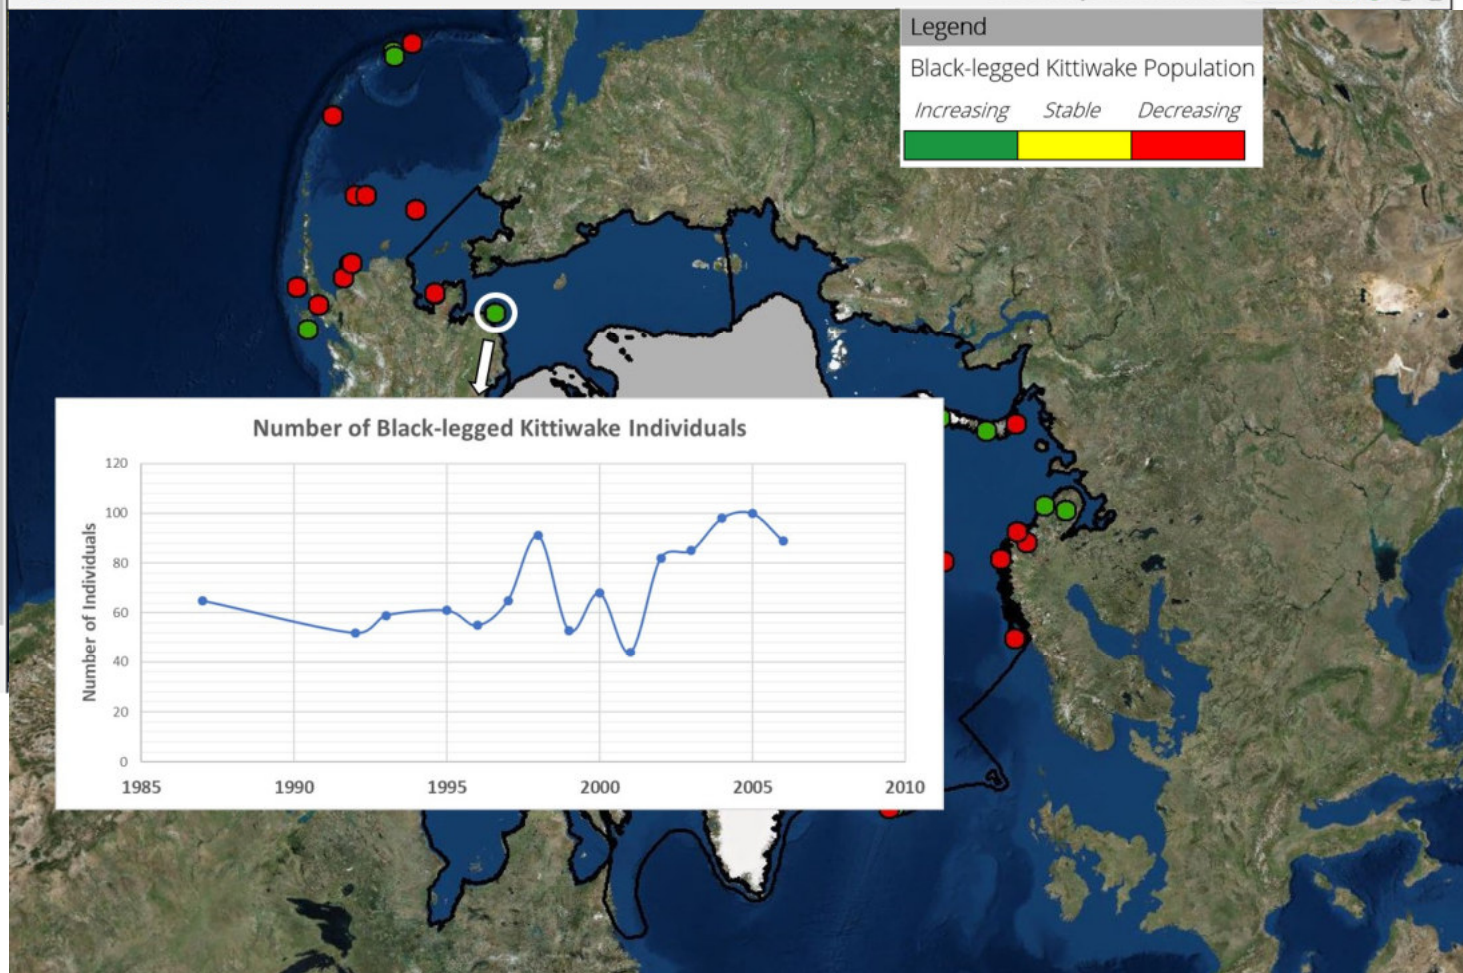 Legend
Black-legged Kittiwake Population
Increasing Stable Decreasing
Number of Black-legged Kittiwake Individuals
Number of Individuals
120
100
80
60
40
20
0
1985 1990 1995 2000 2005 2010